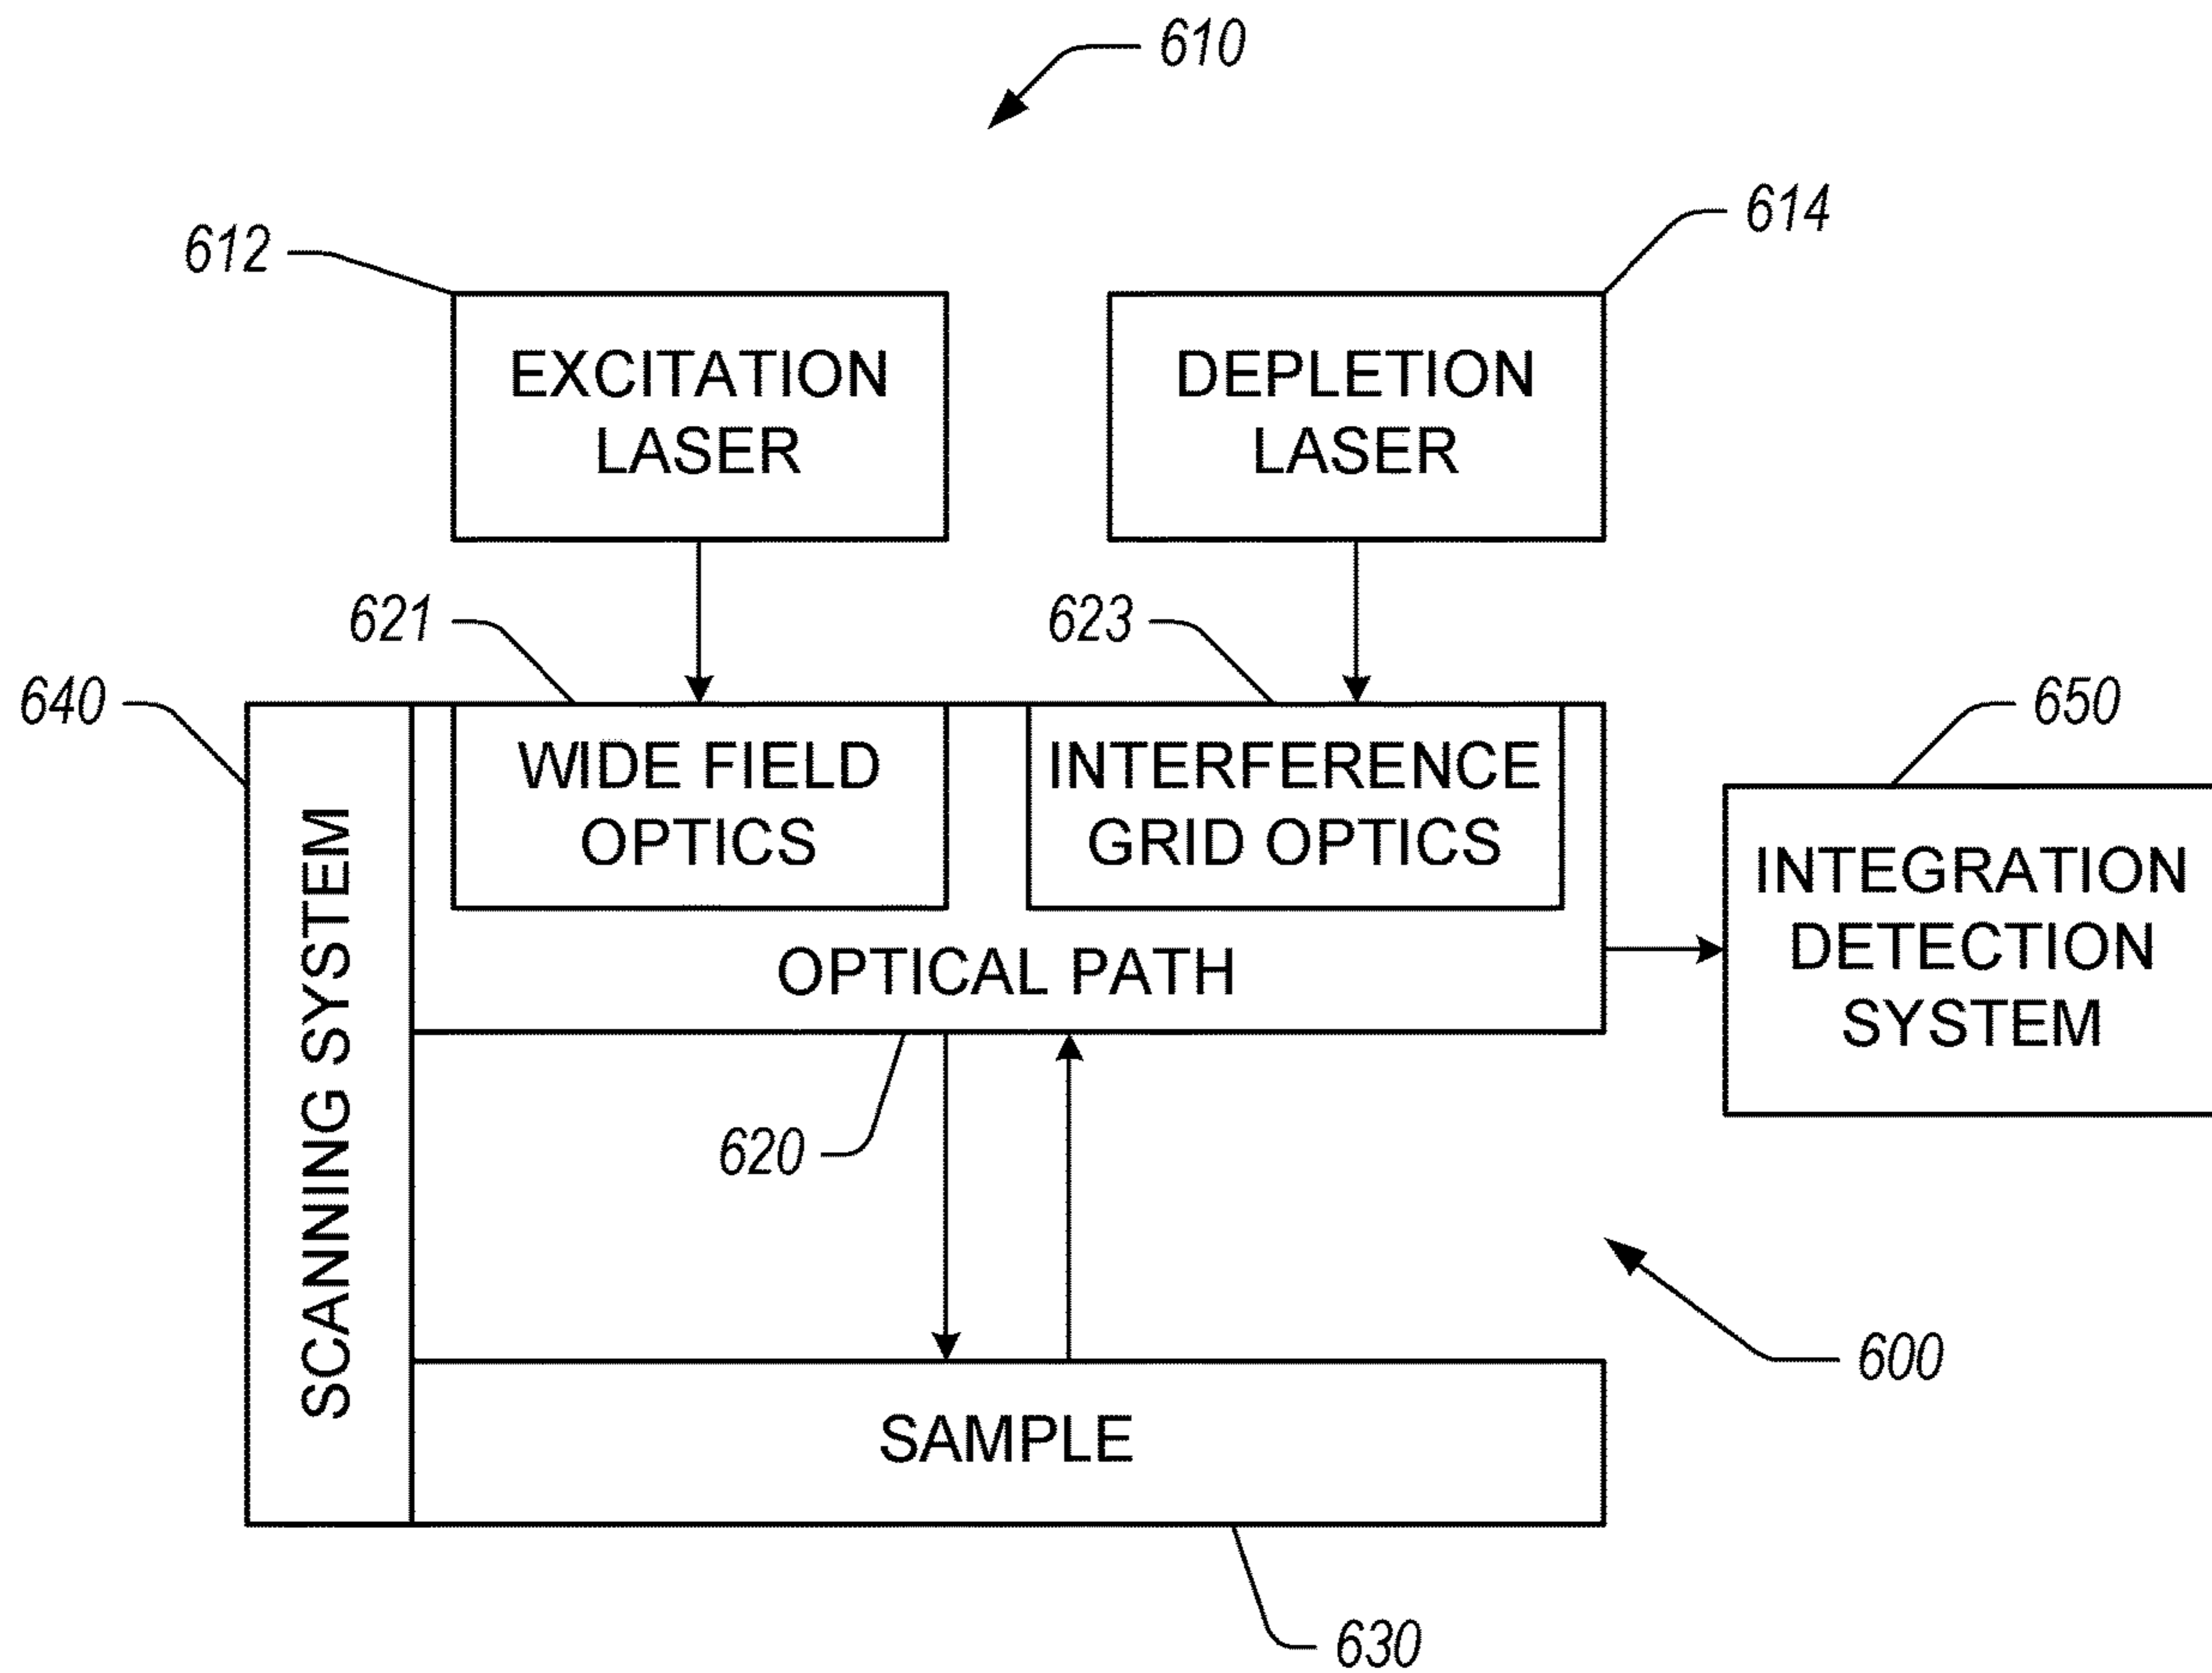 610
612
614
EXCITATION
LASER
DEPLETION
LASER
621
623
640
650
WIDE FIELD
OPTICS
INTERFERENCE
GRID OPTICS
OPTICAL PATH
SCANNING SYSTEM
INTEGRATION
DETECTION
SYSTEM
620
600
SAMPLE
630